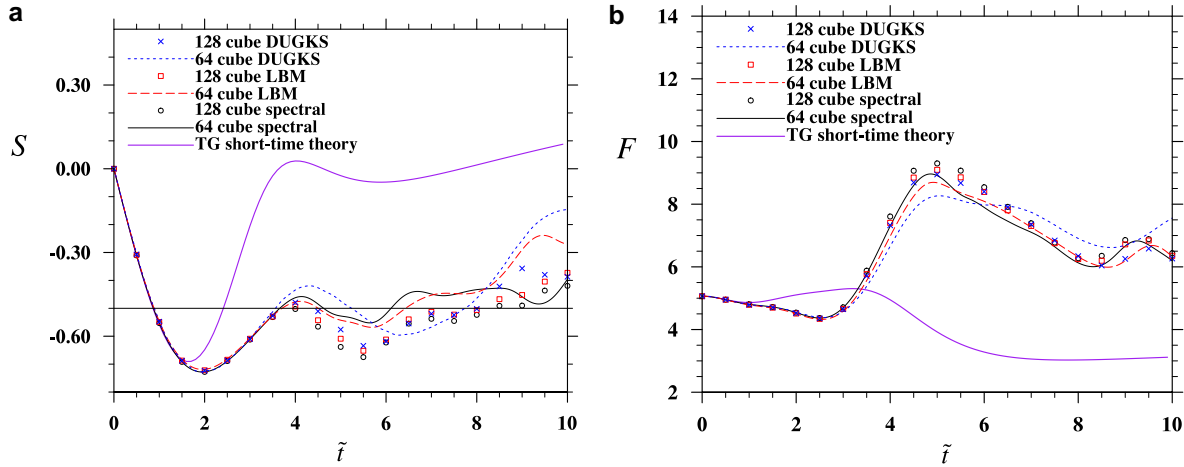 a
128 cube DUGKS
64 cube DUGKS
128 cube LBM
64 cube LBM
128 cube spectral
64 cube spectral
TG short-time theory
0.30
0.00
-0.30
-0.60
S
0 2 4 6 8 10
t̃
b
128 cube DUGKS
64 cube DUGKS
128 cube LBM
64 cube LBM
128 cube spectral
64 cube spectral
TG short-time theory
14
12
10
8
6
4
2
F
0 2 4 6 8 10
t̃